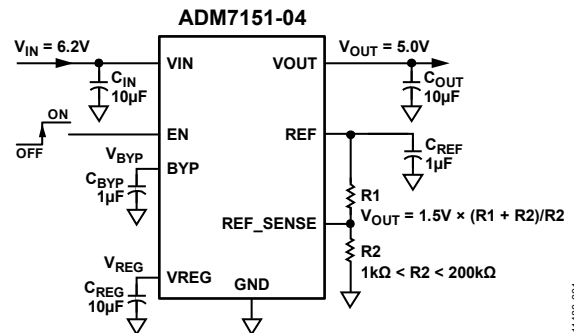 ADM7151-04
VIN = 6.2V
CIN
10µF
VIN
VOUT
VOUT = 5.0V
COUT
10µF
ON
OFF
EN
REF
CREF
1µF
VBYP
BYP
CBYP
1µF
R1
REF_SENSE
VOUT = 1.5V × (R1 + R2)/R2
R2
1kΩ < R2 < 200kΩ
VREG
VREG
CREG
10µF
GND